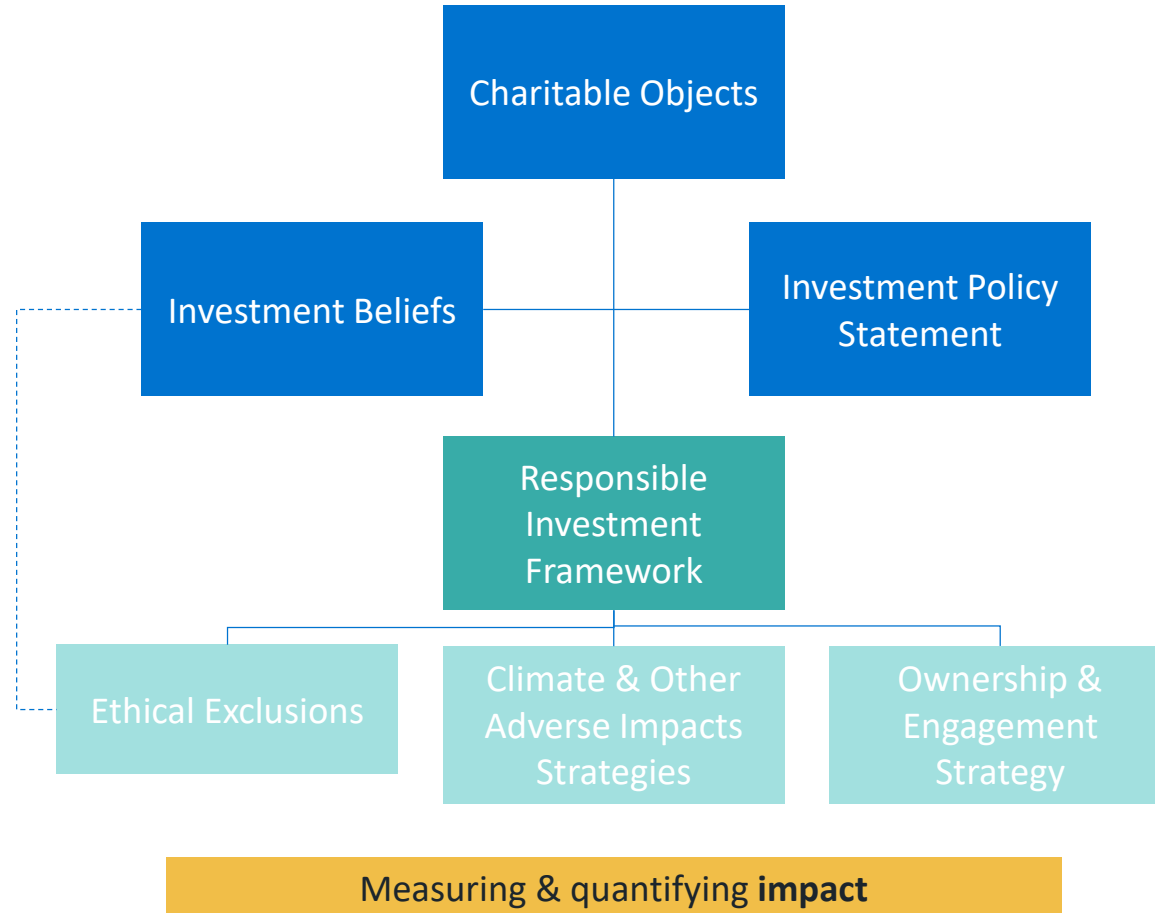 Charitable Objects
Investment Beliefs
Investment Policy
Statement
Responsible
Investment
Framework
Ethical Exclusions
Climate & Other
Adverse Impacts
Strategies
Ownership &
Engagement
Strategy
Measuring & quantifying impact